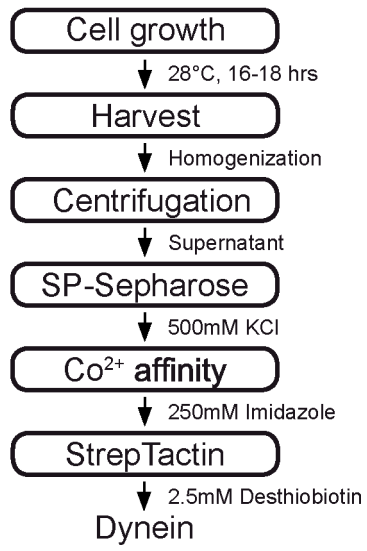 Cell growth
28°C, 16-18 hrs
Harvest
Homogenization
Centrifugation
Supernatant
SP-Sepharose
500mM KCl
Co²⁺ affinity
250mM Imidazole
StrepTactin
2.5mM Desthiobiotin
Dynein